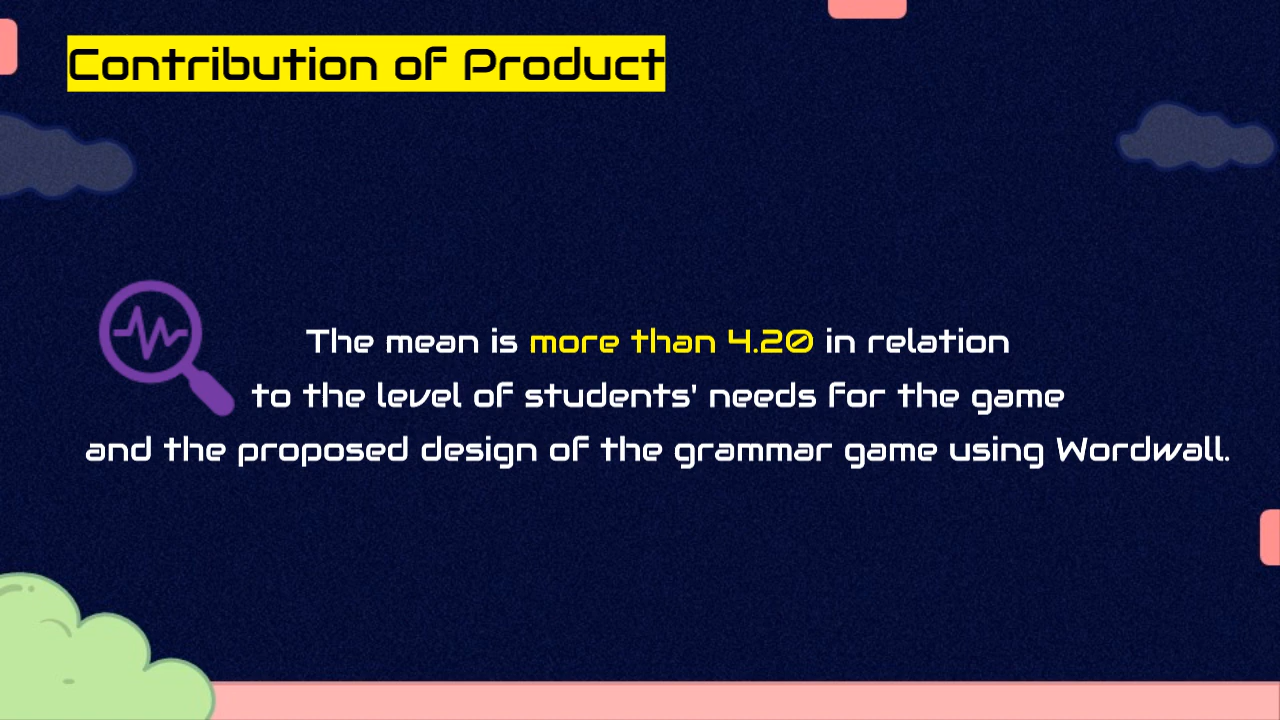 Contribution of Product
The mean is more than 4.20 in relation
to the level of students' needs for the game
and the proposed design of the grammar game using Wordwall.